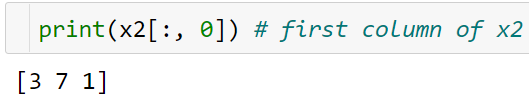 print(x2[:, 0]) # first column of x2
[3 7 1]